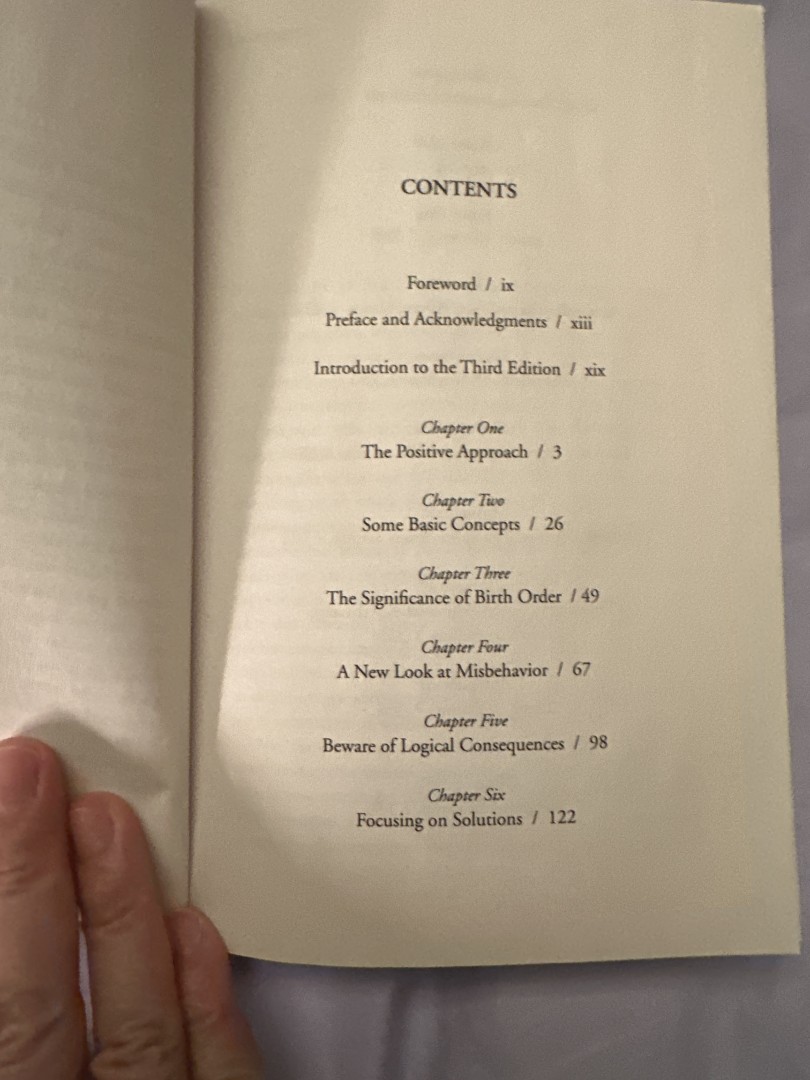 CONTENTS
Foreword / ix
Preface and Acknowledgments / xiii
Introduction to the Third Edition / xix
Chapter One
The Positive Approach / 3
Chapter Two
Some Basic Concepts / 26
Chapter Three
The Significance of Birth Order / 49
Chapter Four
A New Look at Misbehavior / 67
Chapter Five
Beware of Logical Consequences / 98
Chapter Six
Focusing on Solutions / 122